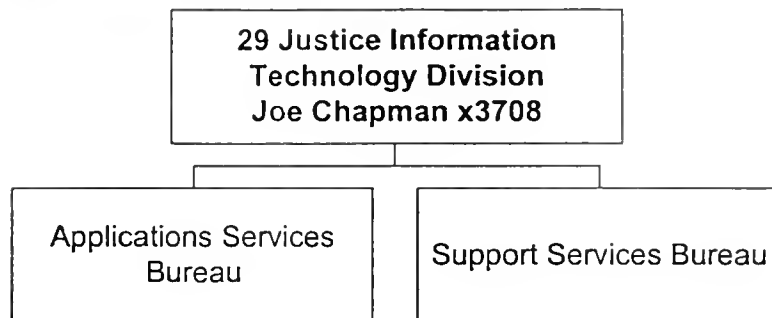 29 Justice Information
Technology Division
Joe Chapman x3708
Applications Services
Bureau
Support Services Bureau